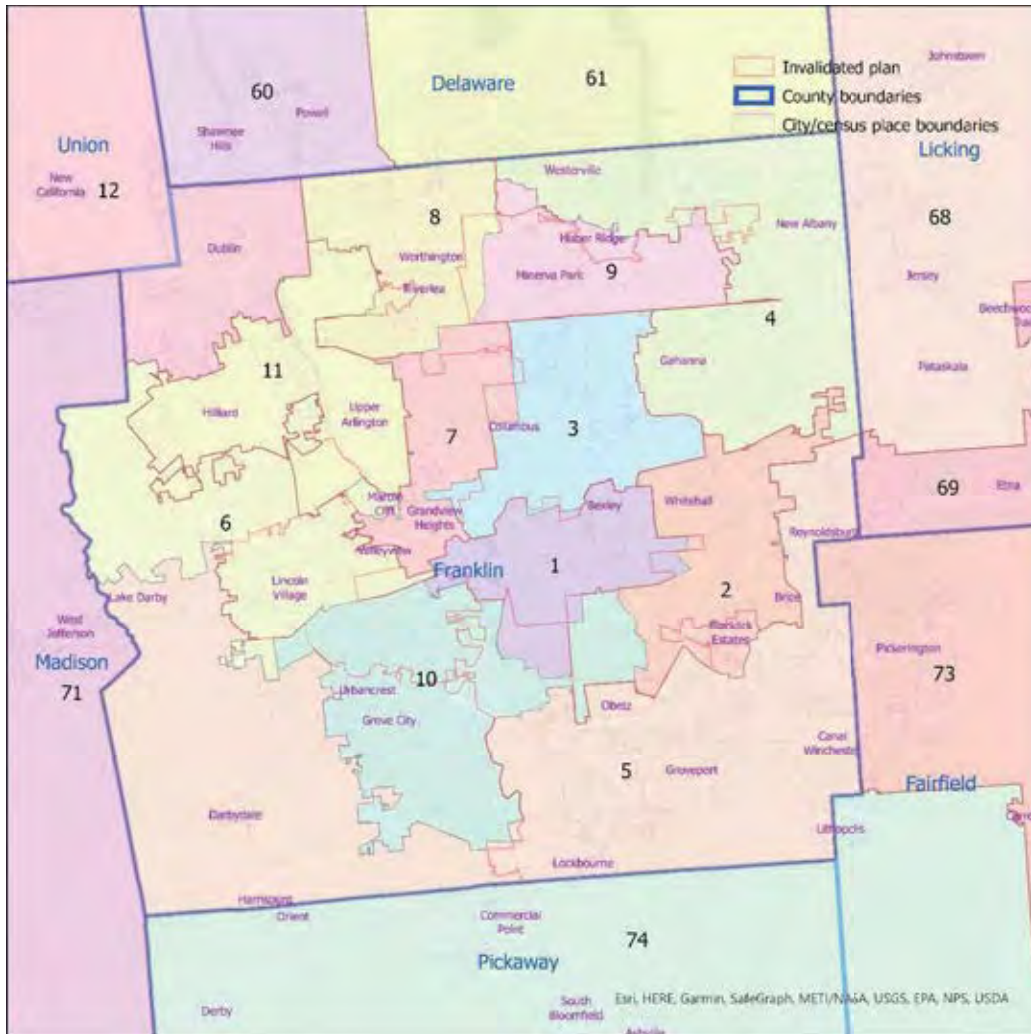 Johnstown
Invalidated plan
Delaware
61
60
Powell
County boundaries
Shawnee
Hills
City/census place boundaries
Union
Licking
New
California
12
Westerville
8
New Albany
68
Dublin
Worthington
Huber Ridge
Minerva Park
9
Jersey
Riverlea
4
Gahanna
Pataskala
11
Hilliard
Upper
Arlington
7
Columbus
3
69
Etna
Marble
Cliff
Grandview
Heights
Bexley
Whitehall
6
Reynoldsburg
Valleyview
Franklin
1
2
Lincoln
Village
Lake Darby
Brice
Blacklick
Estates
West
Jefferson
Madison
71
Pickerington
73
Urbancrest
10
Grove City
Obetz
5
Groveport
Canal
Winchester
Fairfield
Darbydale
Lithopolis
Lockbourne
Harrisburg
Orient
Commercial
Point
74
Pickaway
Derby
South
Bloomfield
Esri, HERE, Garmin, SafeGraph, METI/NASA, USGS, EPA, NPS, USDA